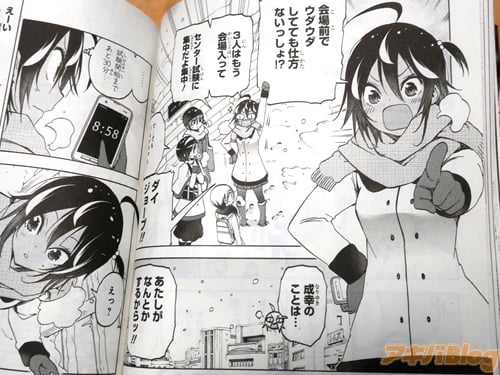 会場前で
ウダウダ
してても仕方
ないっしょ!?
3人はもう
会場入って
センター試験に
集中だよ集中!
ダイ
ジョーブ!!
成幸の
ことは…
あたしが
なんとか
するからッ!!
えーい
試験開始まで
あと30分…
8:58
えっ?
アキバBlog